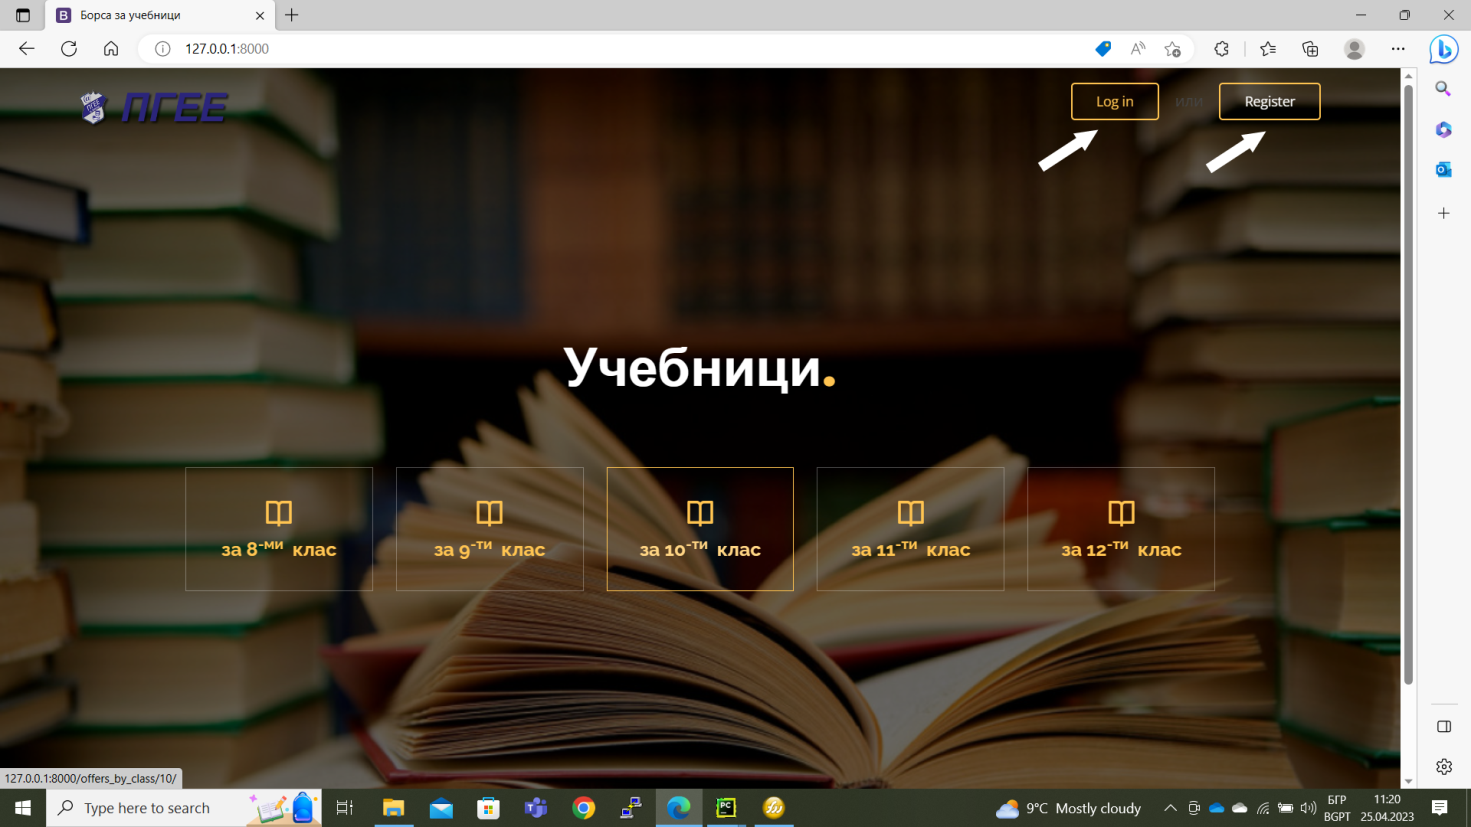 Борса за учебници
127.0.0.1:8000
ПГЕЕ
Log in
или
Register
Учебници.
за 8-ми клас
за 9-ти клас
за 10-ти клас
за 11-ти клас
за 12-ти клас
127.0.0.1:8000/offers_by_class/10/
Type here to search
9°C Mostly cloudy
БГР
BGPT
11:20
25.04.2023